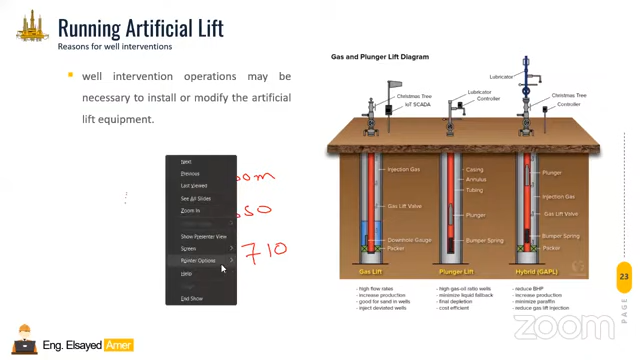 Running Artificial Lift
Reasons for well interventions
well intervention operations may be
necessary to install or modify the artificial
lift equipment.
Next
Previous
Last Viewed
See All Slides
Zoom In
Show Presenter View
Screen
Pointer Options
Help
End Show
00m
50
710
Gas and Plunger Lift Diagram
Lubricator
Christmas Tree
IoT SCADA
Lubricator
Controller
Christmas Tree
Controller
Injection Gas
Gas Lift Valve
Downhole Gauge
Packer
Casing
Annulus
Tubing
Plunger
Bumper Spring
Plunger
Injection Gas
Gas Lift Valve
Bumper Spring
Packer
Gas Lift
Plunger Lift
Hybrid (GAPL)
- high flow rates
- increase production
- good for sand in wells
- inject deviated wells
- high gas-oil ratio wells
- minimize liquid fallback
- final depletion
- cost efficient
- reduce BHP
- increase production
- minimize paraffin
- reduce gas-lift injection
23
Eng. Elsayed Amer
zoom